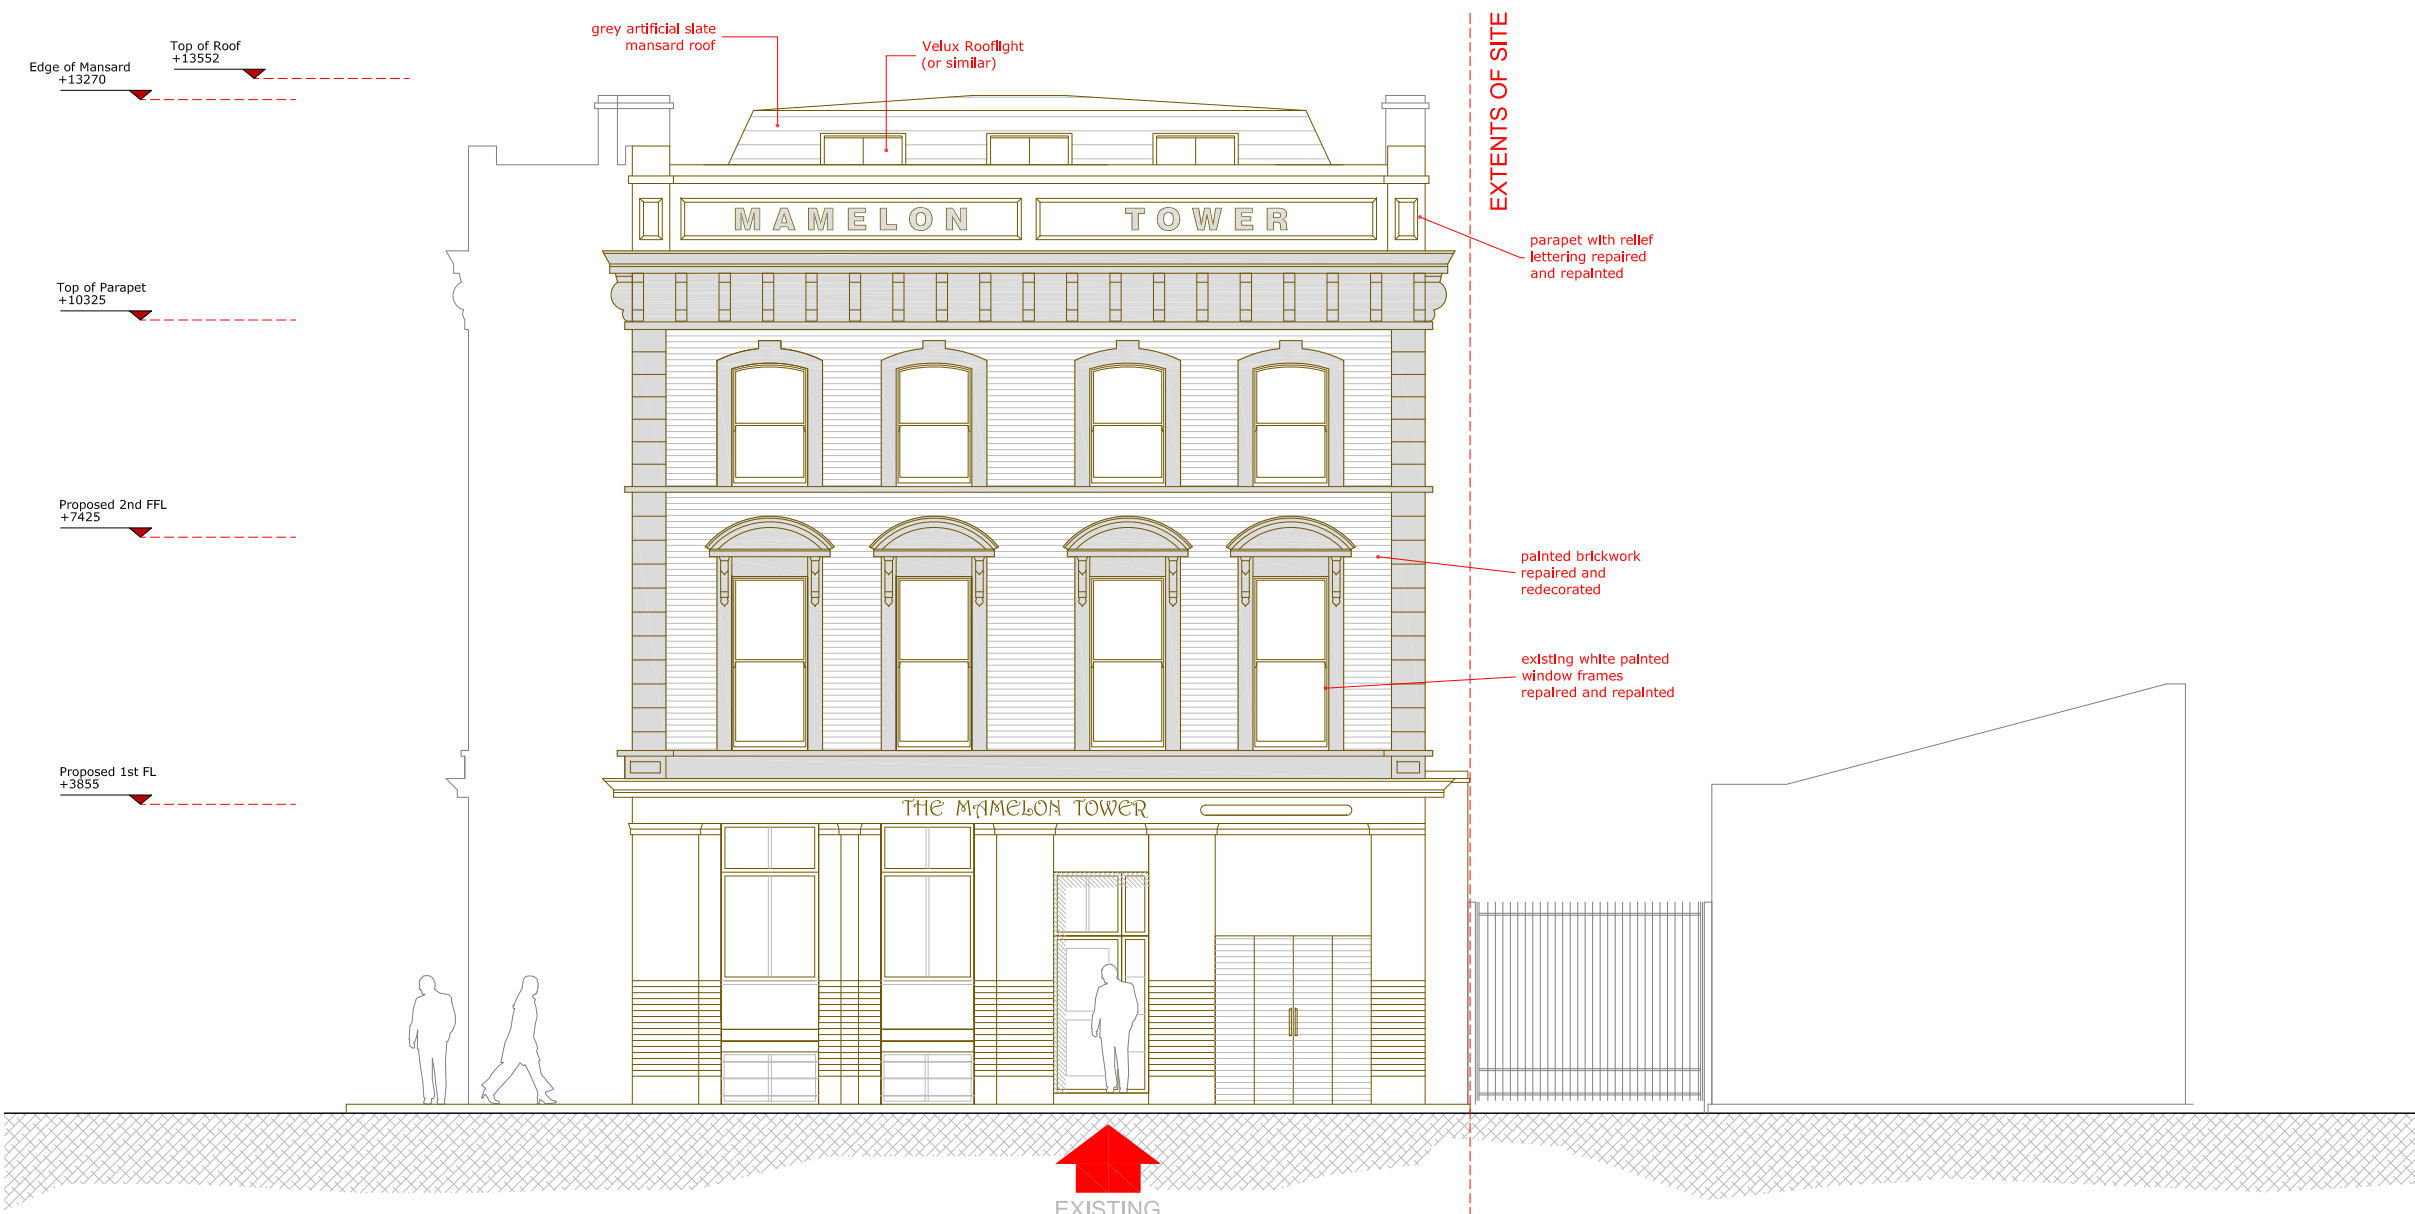 grey artificial slate
mansard roof
Velux Rooflight
(or similar)
EXTENTS OF SITE
Top of Roof
+13552
Edge of Mansard
+13270
MAMELON TOWER
parapet with relief
lettering repaired
and repainted
Top of Parapet
+10325
Proposed 2nd FFL
+7425
painted brickwork
repaired and
redecorated
existing white painted
window frames
repaired and repainted
Proposed 1st FL
+3855
THE MAMELON TOWER
EXISTING